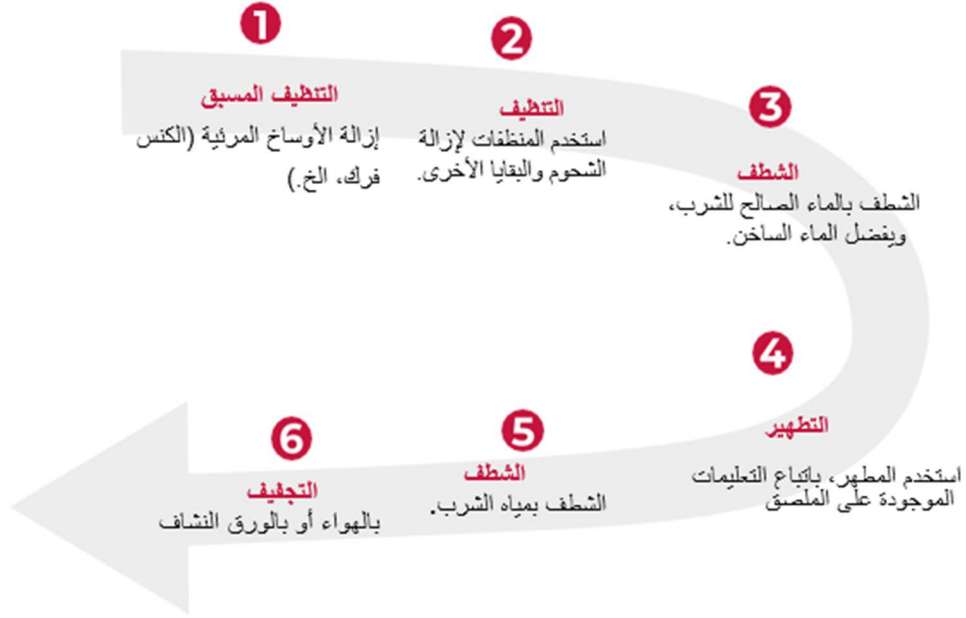 1
التنظيف المسبق
إزالة الأوساخ المرئية (الكنس
فرك، الخ.)
2
التنظيف
استخدم المنظفات لإزالة
الشحوم والبقايا الأخرى.
3
الشطف
الشطف بالماء الصالح للشرب،
ويفضل الماء الساخن.
4
التطهير
استخدم المطهر، باتباع التعليمات
الموجودة على الملصق
5
الشطف
الشطف بمياه الشرب.
6
التجفيف
بالهواء أو بالورق النشاف